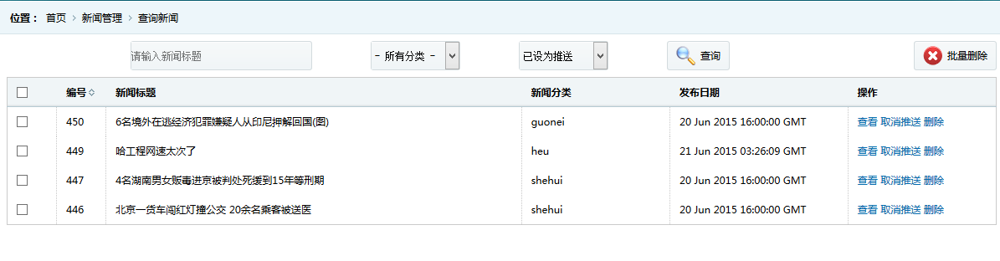 位置： 首页 > 新闻管理 > 查询新闻
请输入新闻标题 - 所有分类 - 已设为推送 查询 批量删除
编号 新闻标题 新闻分类 发布日期 操作
450 6名境外在逃经济犯罪嫌疑人从印尼押解回国(图) guonei 20 Jun 2015 16:00:00 GMT 查看 取消推送 删除
449 哈工程网速太次了 heu 21 Jun 2015 03:26:09 GMT 查看 取消推送 删除
447 4名湖南男女贩毒进京被判处死缓到15年等刑期 shehui 20 Jun 2015 16:00:00 GMT 查看 取消推送 删除
446 北京一货车闯红灯撞公交 20余名乘客被送医 shehui 20 Jun 2015 16:00:00 GMT 查看 取消推送 删除